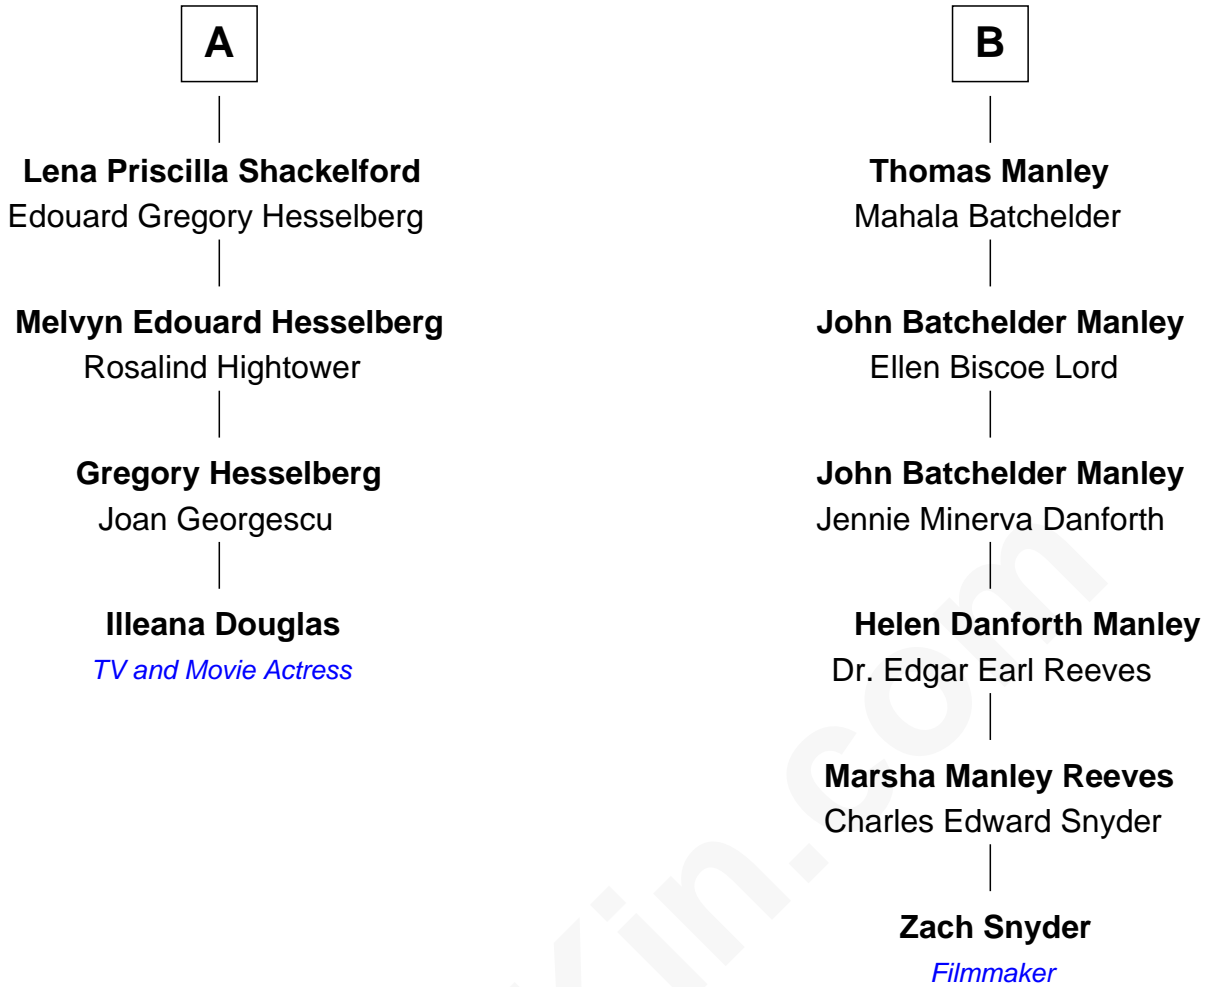 A
Lena Priscilla Shackelford
Edouard Gregory Hesselberg
Melvyn Edouard Hesselberg
Rosalind Hightower
Gregory Hesselberg
Joan Georgescu
Illeana Douglas
TV and Movie Actress
B
Thomas Manley
Mahala Batchelder
John Batchelder Manley
Ellen Biscoe Lord
John Batchelder Manley
Jennie Minerva Danforth
Helen Danforth Manley
Dr. Edgar Earl Reeves
Marsha Manley Reeves
Charles Edward Snyder
Zach Snyder
Filmmaker
Kin.com